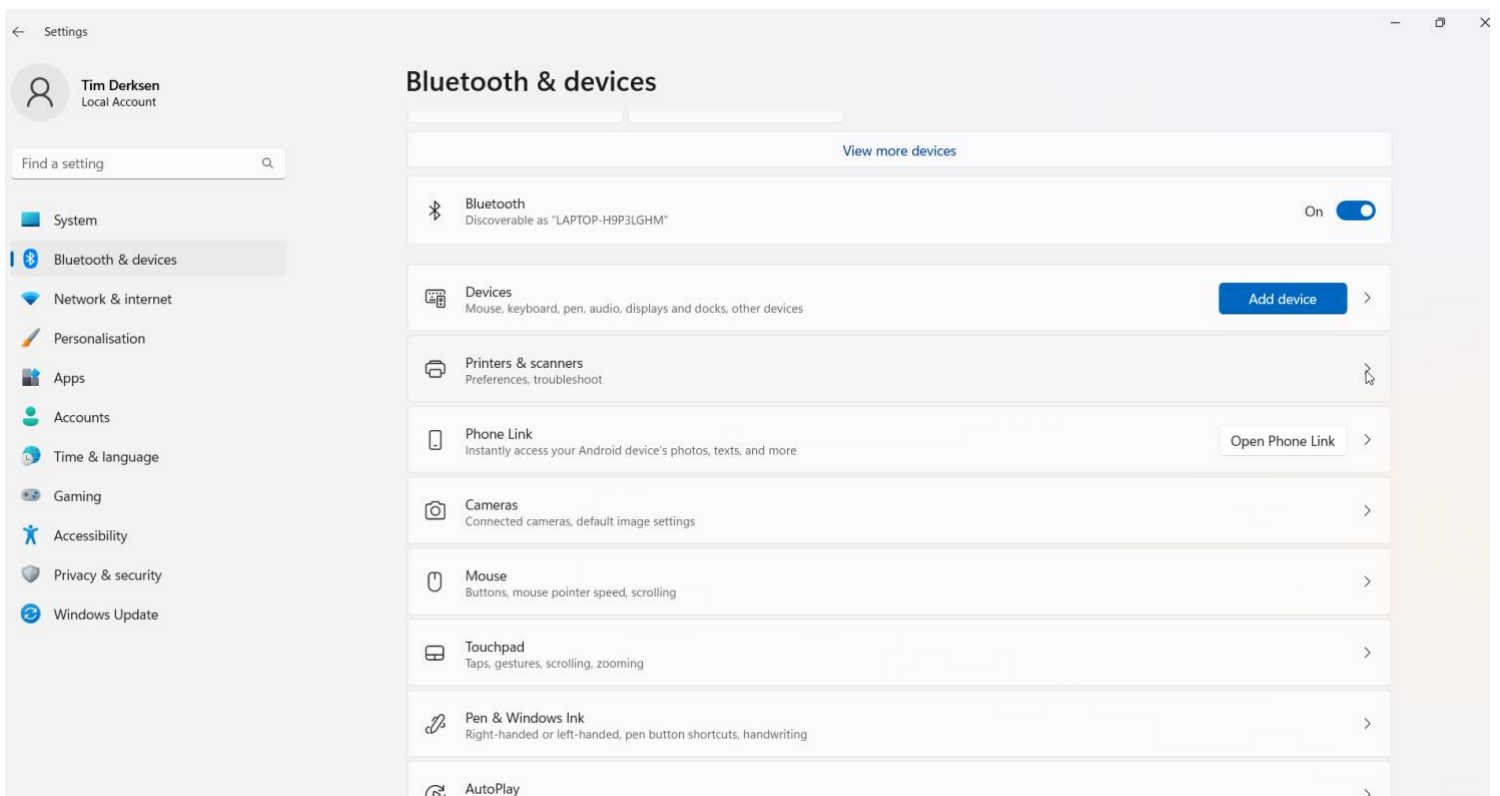 Settings
Tim Derksen
Local Account
Find a setting
System
Bluetooth & devices
Network & internet
Personalisation
Apps
Accounts
Time & language
Gaming
Accessibility
Privacy & security
Windows Update
Bluetooth & devices
View more devices
Bluetooth
Discoverable as "LAPTOP-H9P3LGHM"
On
Devices
Mouse, keyboard, pen, audio, displays and docks, other devices
Add device
Printers & scanners
Preferences, troubleshoot
Phone Link
Instantly access your Android device's photos, texts, and more
Open Phone Link
Cameras
Connected cameras, default image settings
Mouse
Buttons, mouse pointer speed, scrolling
Touchpad
Taps, gestures, scrolling, zooming
Pen & Windows Ink
Right-handed or left-handed, pen button shortcuts, handwriting
AutoPlay